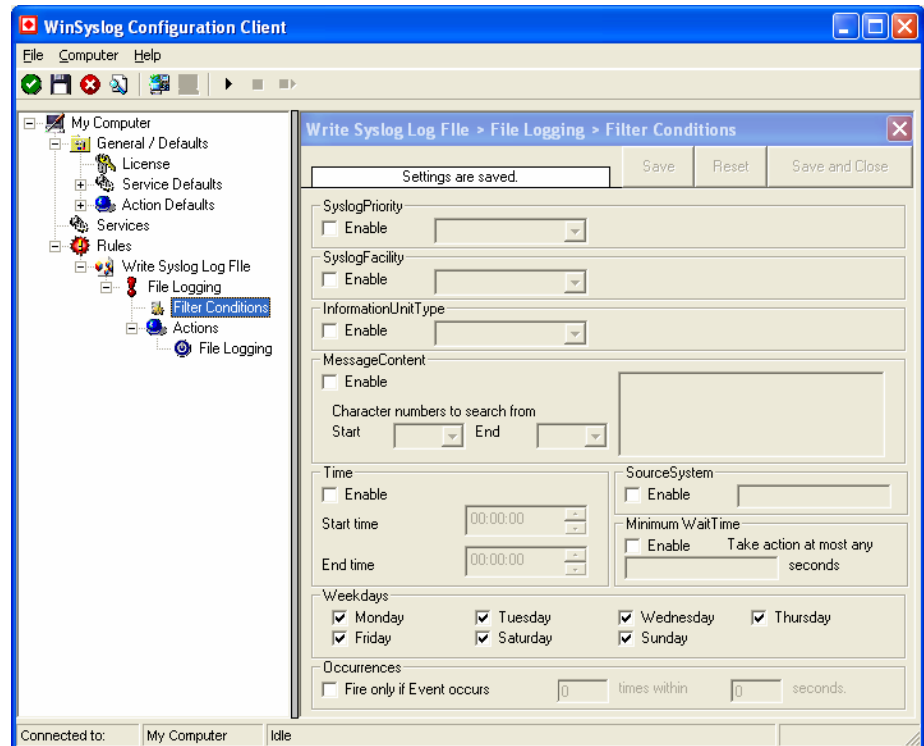 WinSyslog Configuration Client
File Computer Help
My Computer
General / Defaults
License
Service Defaults
Action Defaults
Services
Rules
Write Syslog Log FIle
File Logging
Filter Conditions
Actions
File Logging
Write Syslog Log FIle > File Logging > Filter Conditions
Settings are saved.
Save Reset Save and Close
SyslogPriority
Enable
SyslogFacility
Enable
InformationUnitType
Enable
MessageContent
Enable
Character numbers to search from
Start End
Time
Enable
Start time 00:00:00
End time 00:00:00
SourceSystem
Enable
Minimum WaitTime
Enable Take action at most any
seconds
Weekdays
Monday Tuesday Wednesday Thursday
Friday Saturday Sunday
Occurrences
Fire only if Event occurs 0 times within 0 seconds.
Connected to: My Computer Idle